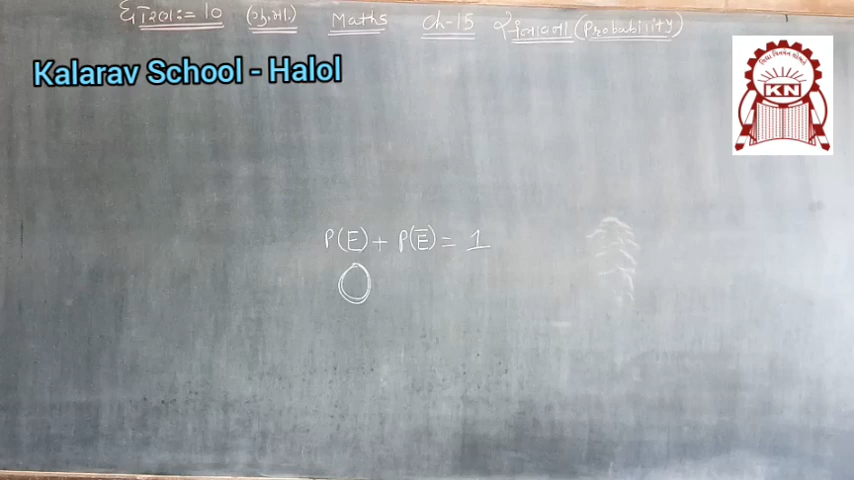 ધોરણ:= 10 (ગુ.મા.) Maths Ch-15 સંભાવના (Probability)
Kalarav School - Halol
KN
P(E) + P(E̅) = 1
0